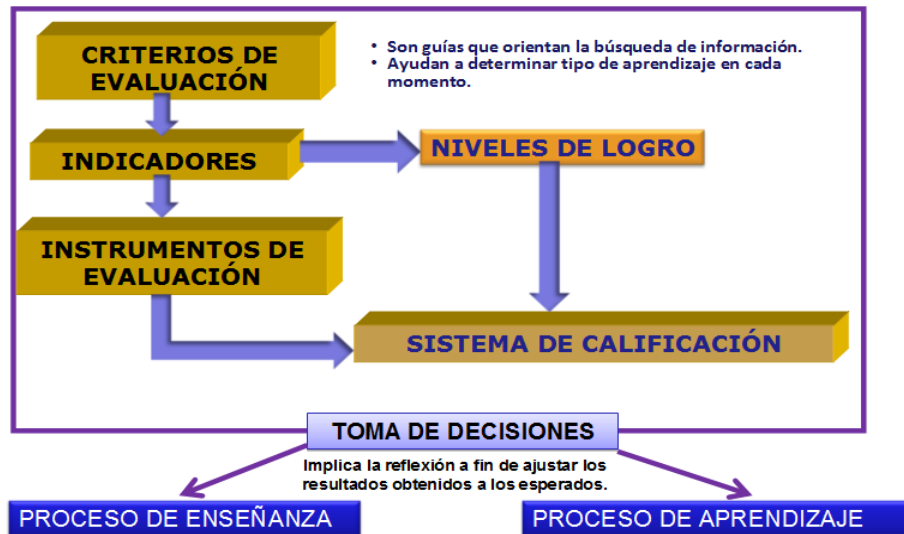 CRITERIOS DE
EVALUACIÓN
• Son guías que orientan la búsqueda de información.
• Ayudan a determinar tipo de aprendizaje en cada
momento.
INDICADORES
NIVELES DE LOGRO
INSTRUMENTOS DE
EVALUACIÓN
SISTEMA DE CALIFICACIÓN
TOMA DE DECISIONES
Implica la reflexión a fin de ajustar los
resultados obtenidos a los esperados.
PROCESO DE ENSEÑANZA
PROCESO DE APRENDIZAJE